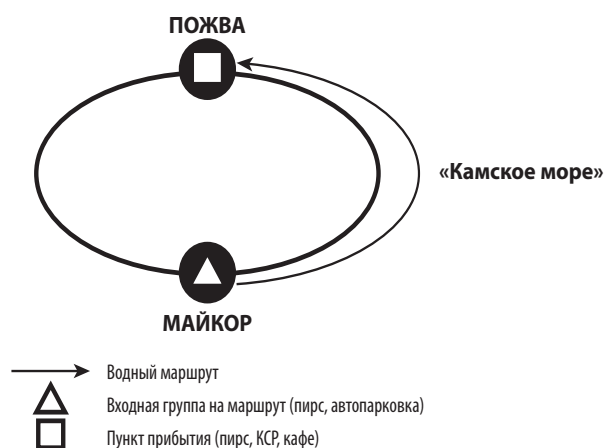 ПОЖВА
«Камское море»
МАЙКОР
Водный маршрут
Входная группа на маршрут (пирс, автопарковка)
Пункт прибытия (пирс, КСР, кафе)